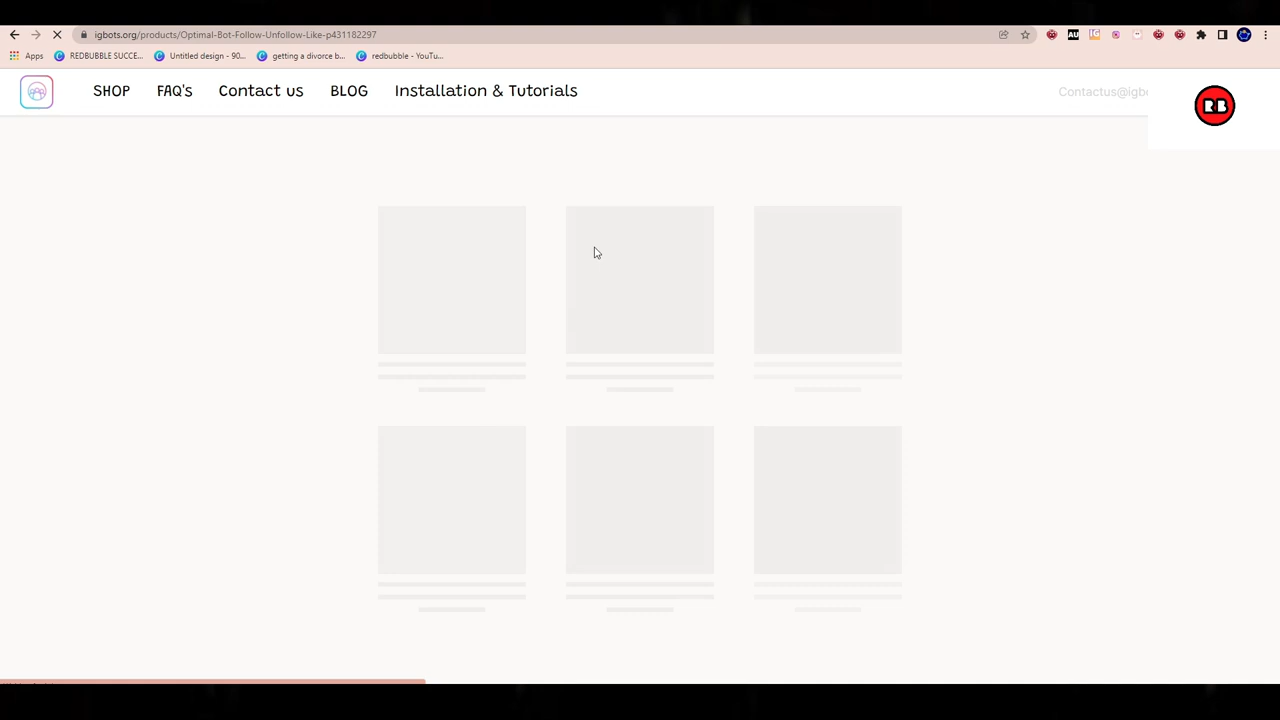 igbots.org/products/Optimal-Bot-Follow-Unfollow-Like-p431182297
Apps REDBUBBLE SUCCE... Untitled design - 90... getting a divorce b... redbubble - YouTu...
SHOP FAQ's Contact us BLOG Installation & Tutorials Contactus@igb
RB
AU